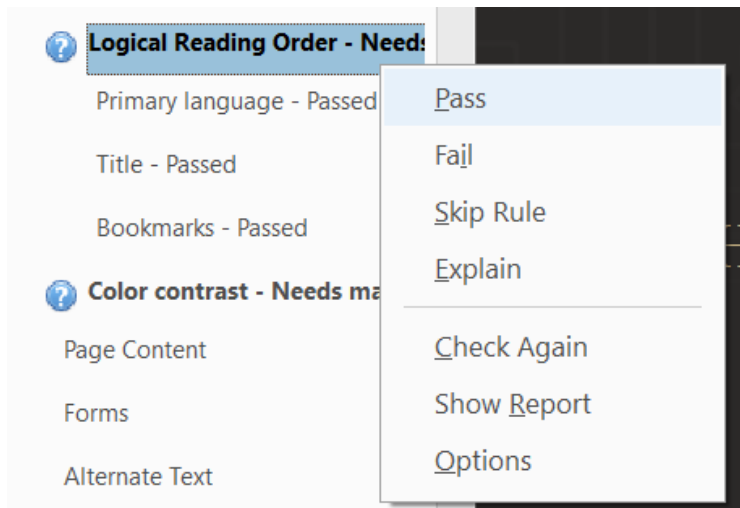 Logical Reading Order - Needs
Primary language - Passed
Title - Passed
Bookmarks - Passed
Color contrast - Needs ma
Page Content
Forms
Alternate Text
Pass
Fail
Skip Rule
Explain
Check Again
Show Report
Options